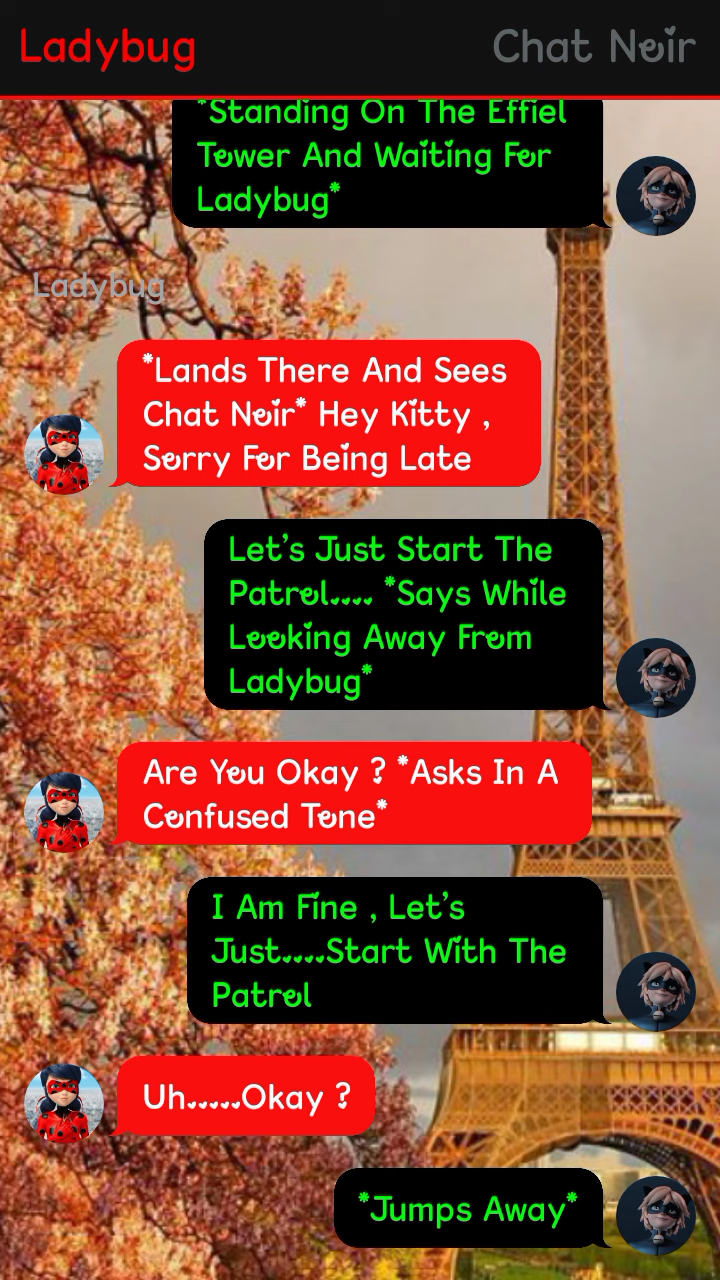 Ladybug
Chat Noir
*Standing On The Effiel
Tower And Waiting For
Ladybug*
Ladybug
*Lands There And Sees
Chat Noir* Hey Kitty ,
Sorry For Being Late
Let's Just Start The
Patrol.... *Says While
Looking Away From
Ladybug*
Are You Okay ? *Asks In A
Confused Tone*
I Am Fine , Let's
Just....Start With The
Patrol
Uh.....Okay ?
*Jumps Away*